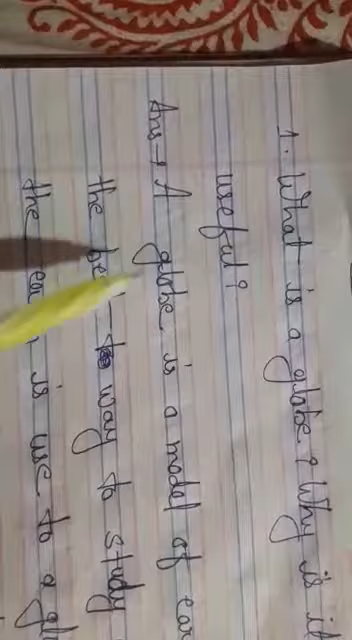 1. What is a globe? Why is it
useful?
Ans→ A globe is a model of
the way to study
the is use to a